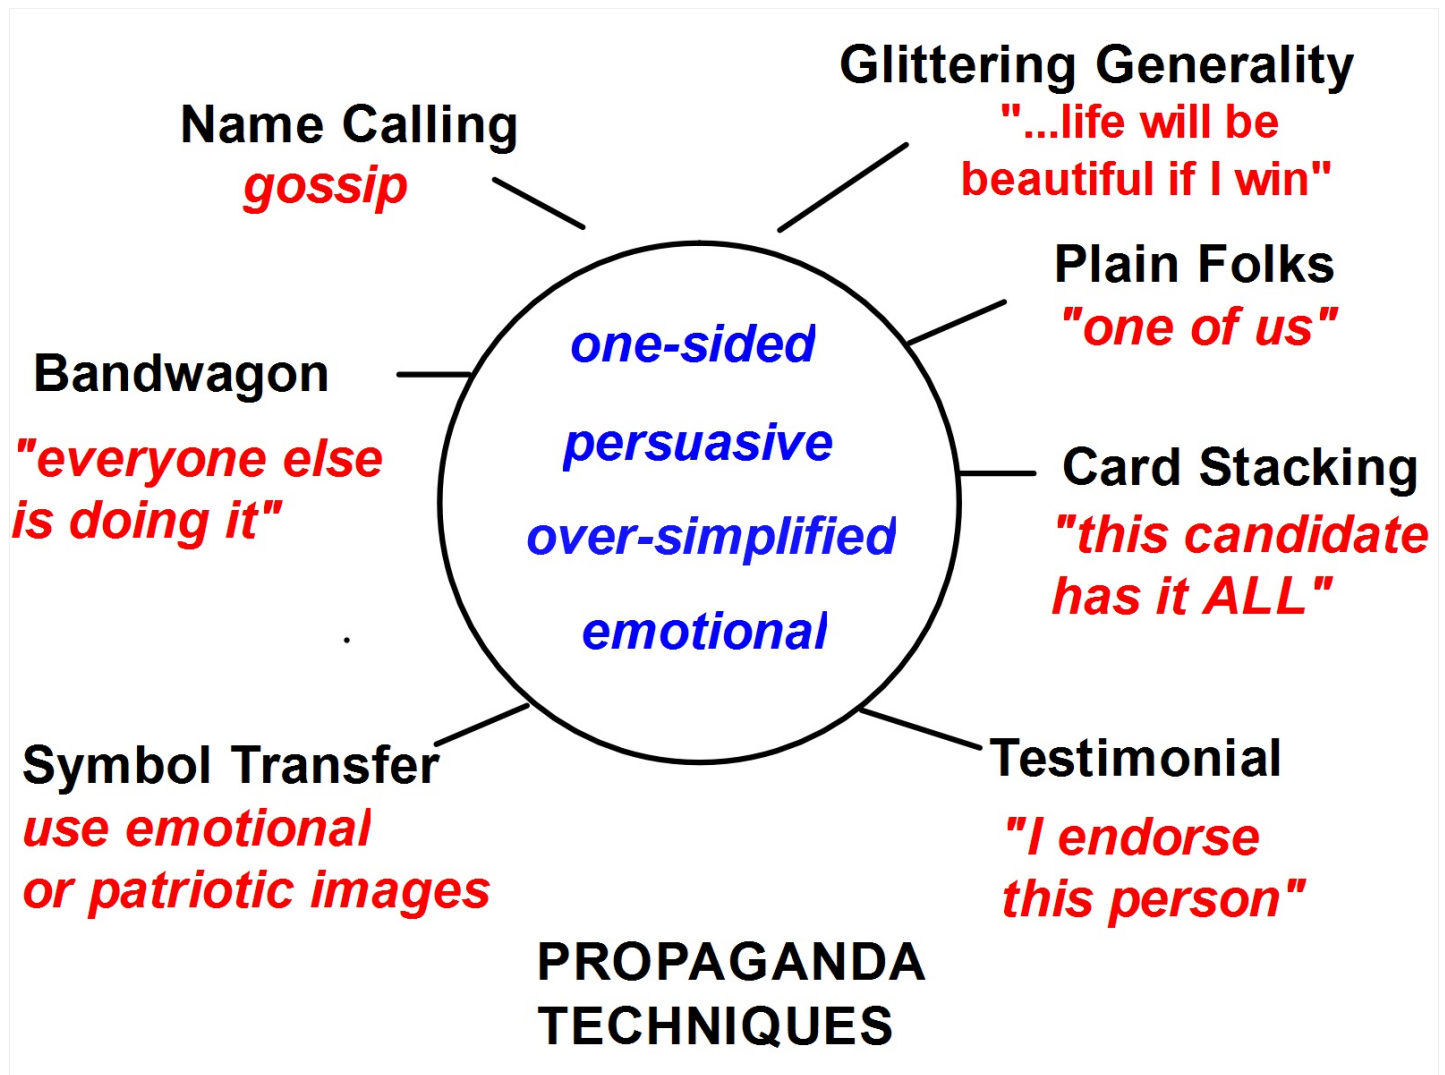 Glittering Generality
"...life will be
beautiful if I win"
Name Calling
gossip
Plain Folks
"one of us"
Bandwagon
"everyone else
is doing it"
one-sided
persuasive
over-simplified
emotional
Card Stacking
"this candidate
has it ALL"
Symbol Transfer
use emotional
or patriotic images
Testimonial
"I endorse
this person"
PROPAGANDA
TECHNIQUES